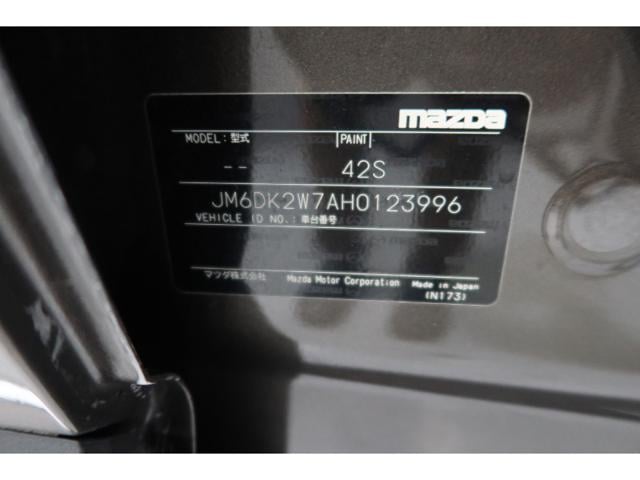 mazda
MODEL: 型式 PAINT
-- 42S
JM6DK2W7AH0123996
VEHICLE ID NO.: 車台番号
マツダ株式会社 Mazda Motor Corporation Made in Japan
(N173)